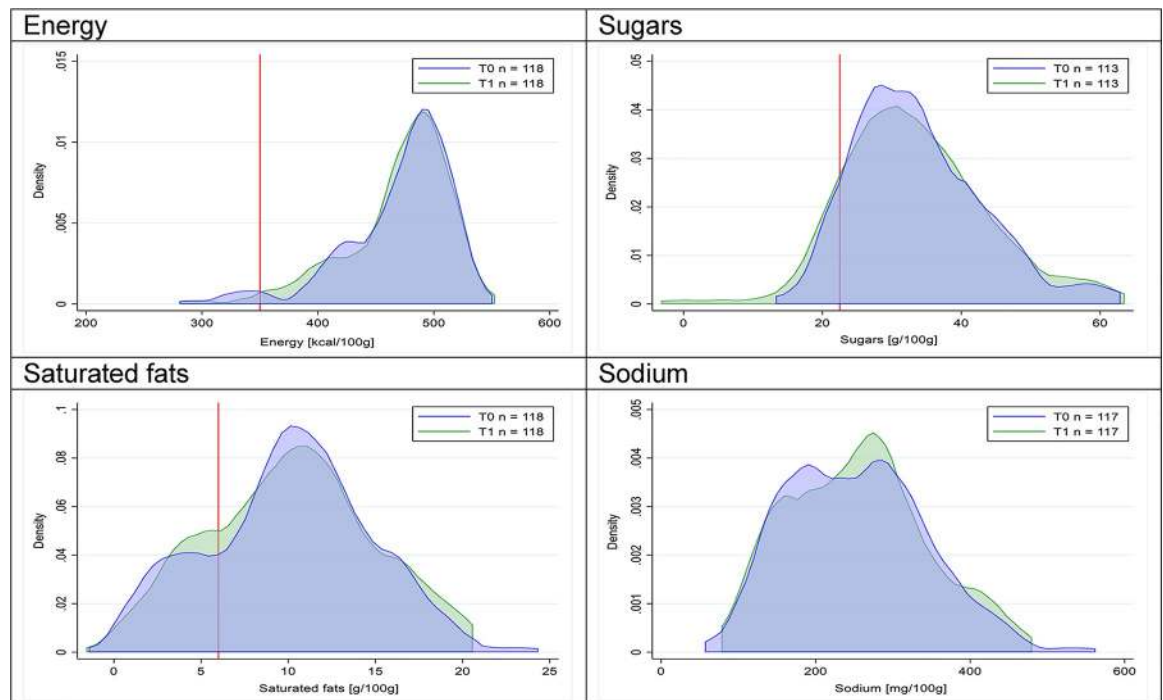 Energy
.015
.01
.005
0
Density
T0 n = 118
T1 n = 118
200 300 400 500 600
Energy [kcal/100g]
Sugars
.05
.04
.03
.02
.01
0
Density
T0 n = 113
T1 n = 113
0 20 40 60
Sugars [g/100g]
Saturated fats
.1
.08
.06
.04
.02
0
Density
T0 n = 118
T1 n = 118
0 5 10 15 20 25
Saturated fats [g/100g]
Sodium
.005
.004
.003
.002
.001
0
Density
T0 n = 117
T1 n = 117
0 200 400 600
Sodium [mg/100g]